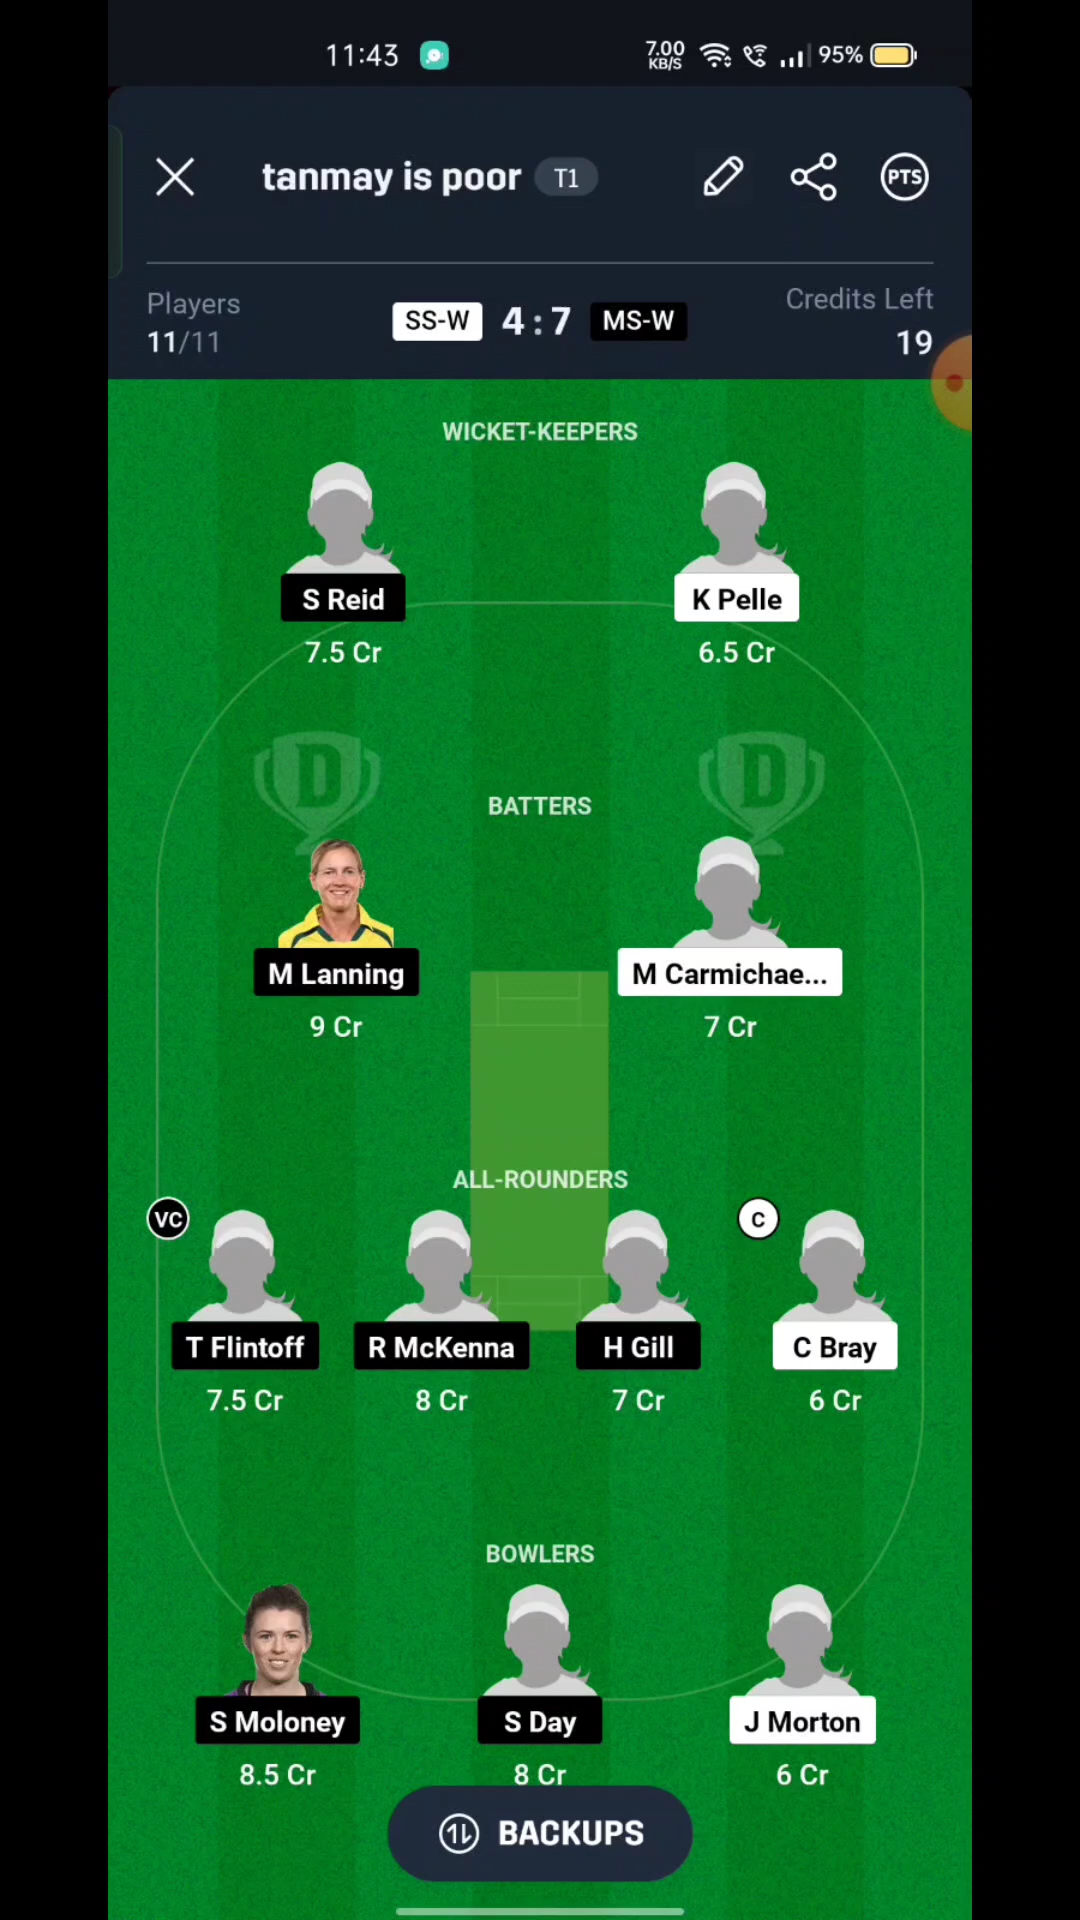 11:43
7.00
KB/S
95%
tanmay is poor T1
PTS
Players
11/11
SS-W 4 : 7 MS-W
Credits Left
19
WICKET-KEEPERS
S Reid
K Pelle
7.5 Cr
6.5 Cr
D
D
BATTERS
M Lanning
M Carmichae...
9 Cr
7 Cr
ALL-ROUNDERS
VC
C
T Flintoff
R McKenna
H Gill
C Bray
7.5 Cr
8 Cr
7 Cr
6 Cr
BOWLERS
S Moloney
S Day
J Morton
8.5 Cr
8 Cr
6 Cr
BACKUPS